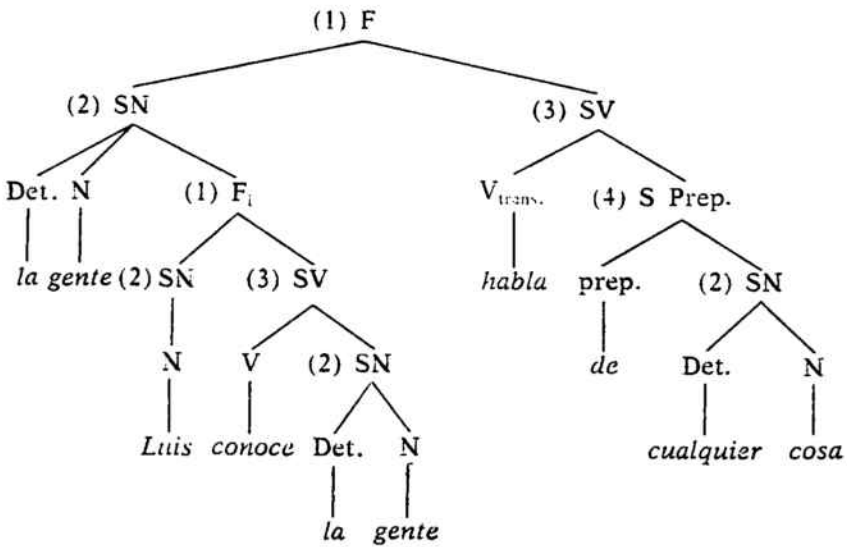 (1) F
(2) SN (3) SV
Det. N (1) Fi Vtrans. (4) S Prep.
la gente (2) SN (3) SV habla prep. (2) SN
N V (2) SN de Det. N
Luis conoce Det. N cualquier cosa
la gente